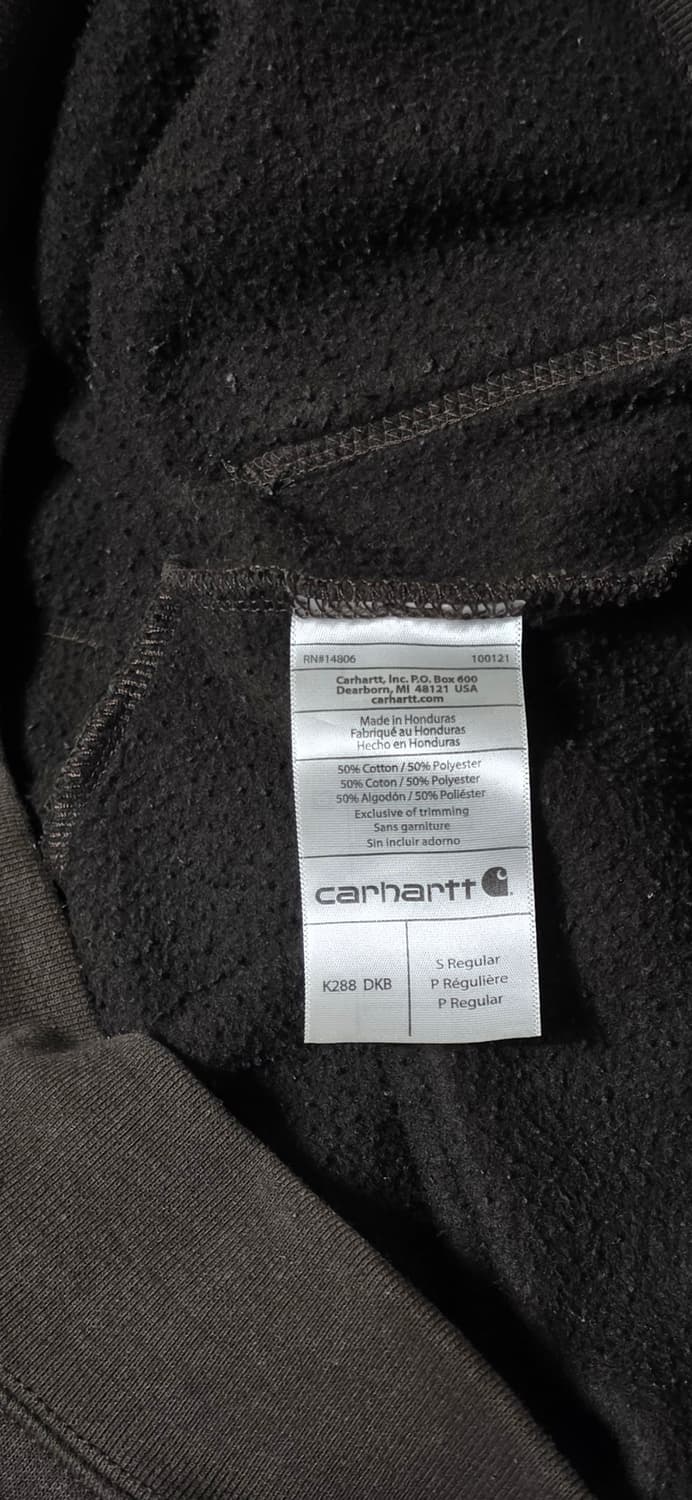 RN#14806 100121
Carhartt, Inc. P.O. Box 600
Dearborn, MI 48121 USA
carhartt.com
Made in Honduras
Fabriqué au Honduras
Hecho en Honduras
50% Cotton / 50% Polyester
50% Coton / 50% Polyester
50% Algodón / 50% Poliéster
Exclusive of trimming
Sans garniture
Sin incluir adorno
carhartt
K288 DKB
S Regular
P Régulière
P Regular